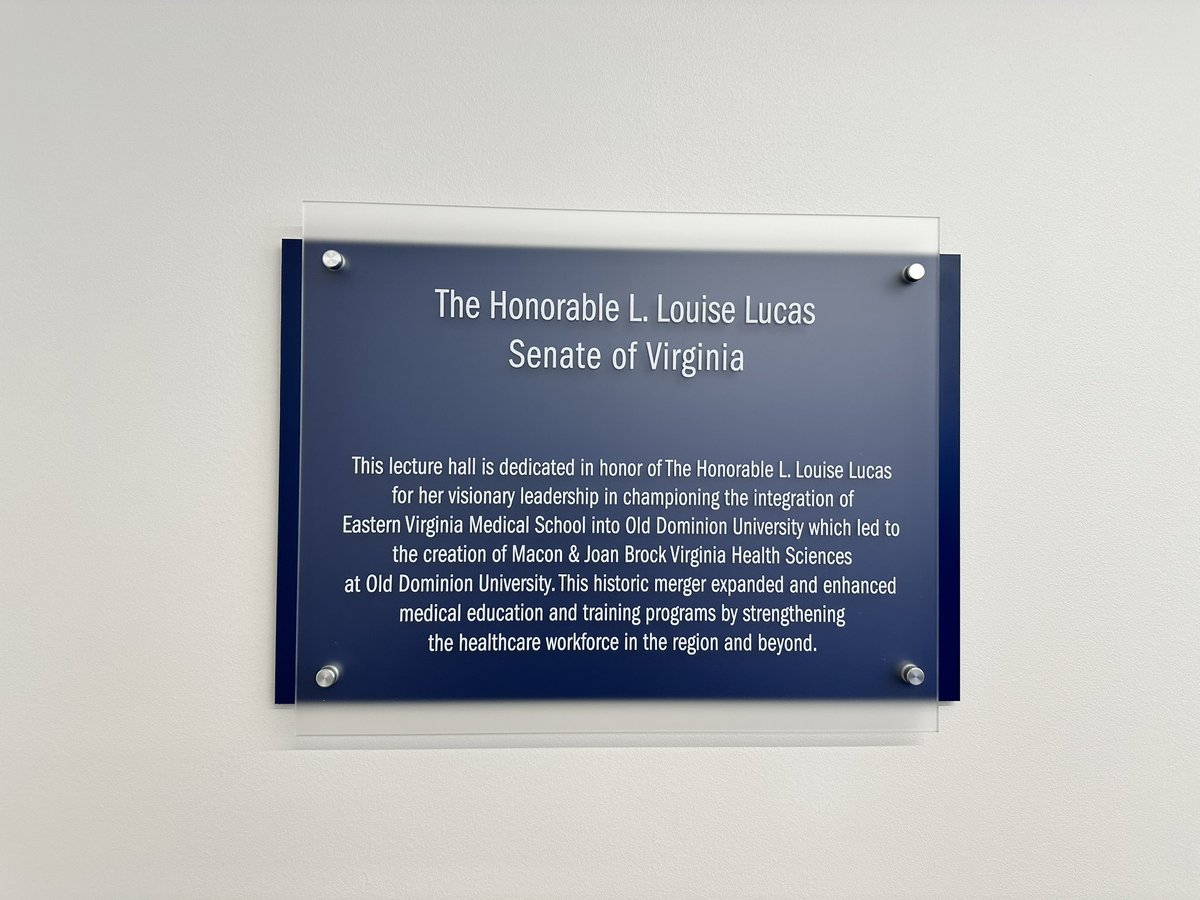 The Honorable L. Louise Lucas
Senate of Virginia
This lecture hall is dedicated in honor of The Honorable L. Louise Lucas
for her visionary leadership in championing the integration of
Eastern Virginia Medical School into Old Dominion University which led to
the creation of Macon & Joan Brock Virginia Health Sciences
at Old Dominion University. This historic merger expanded and enhanced
medical education and training programs by strengthening
the healthcare workforce in the region and beyond.